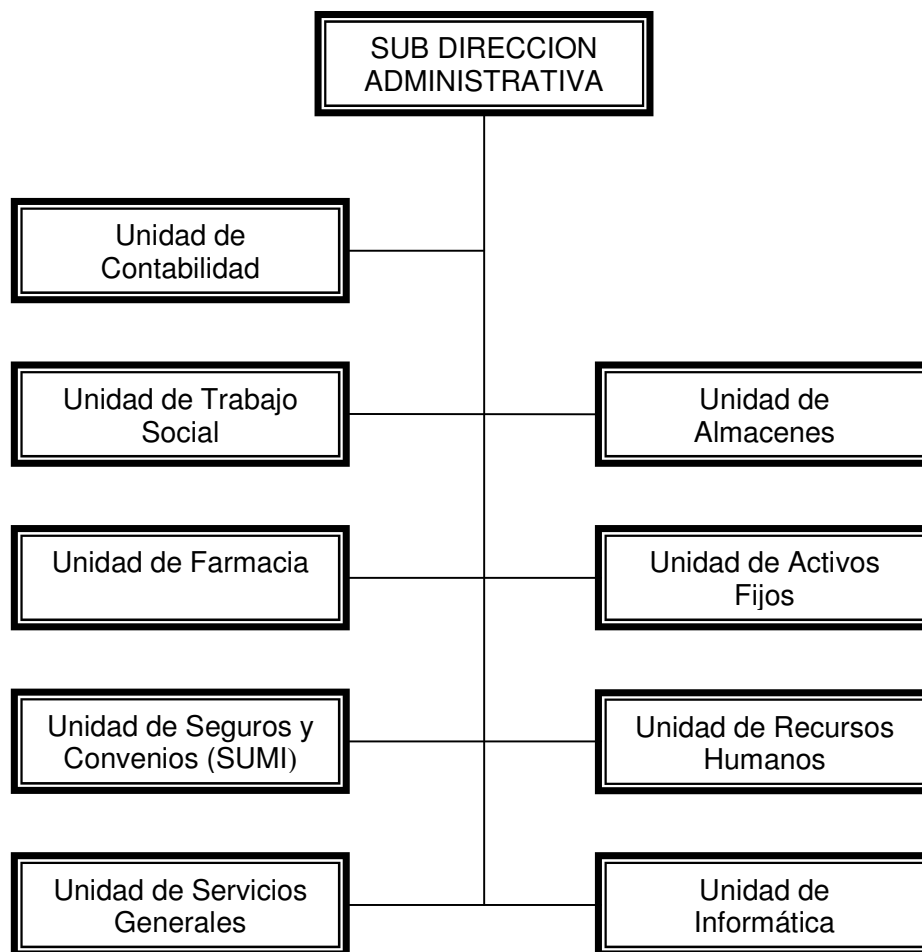 SUB DIRECCION
ADMINISTRATIVA
Unidad de
Contabilidad
Unidad de Trabajo
Social
Unidad de
Almacenes
Unidad de Farmacia
Unidad de Activos
Fijos
Unidad de Seguros y
Convenios (SUMI)
Unidad de Recursos
Humanos
Unidad de Servicios
Generales
Unidad de
Informática